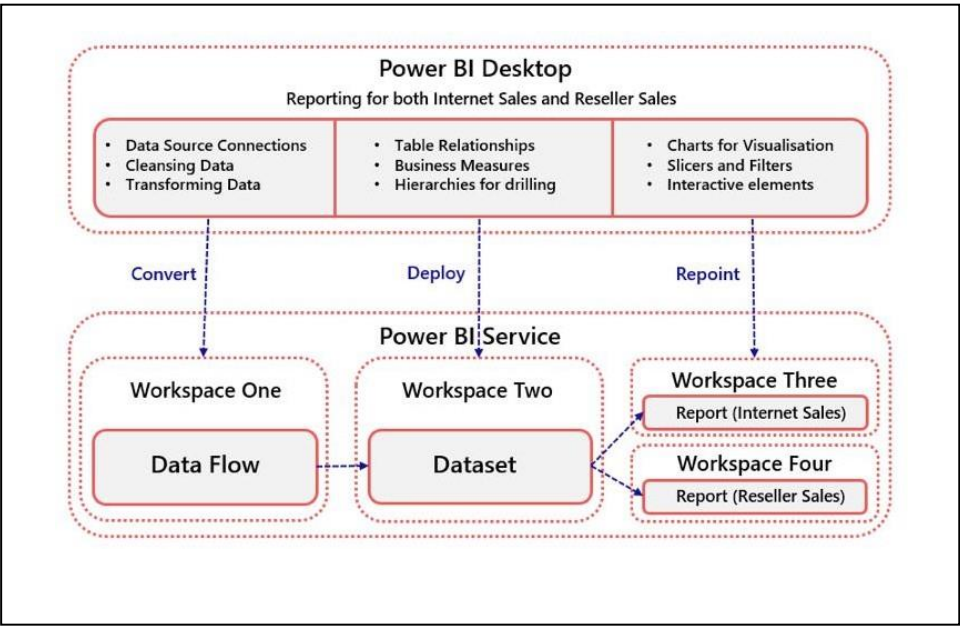 Power BI Desktop
Reporting for both Internet Sales and Reseller Sales
• Data Source Connections
• Cleansing Data
• Transforming Data
• Table Relationships
• Business Measures
• Hierarchies for drilling
• Charts for Visualisation
• Slicers and Filters
• Interactive elements
Convert
Deploy
Repoint
Power BI Service
Workspace One
Data Flow
Workspace Two
Dataset
Workspace Three
Report (Internet Sales)
Workspace Four
Report (Reseller Sales)